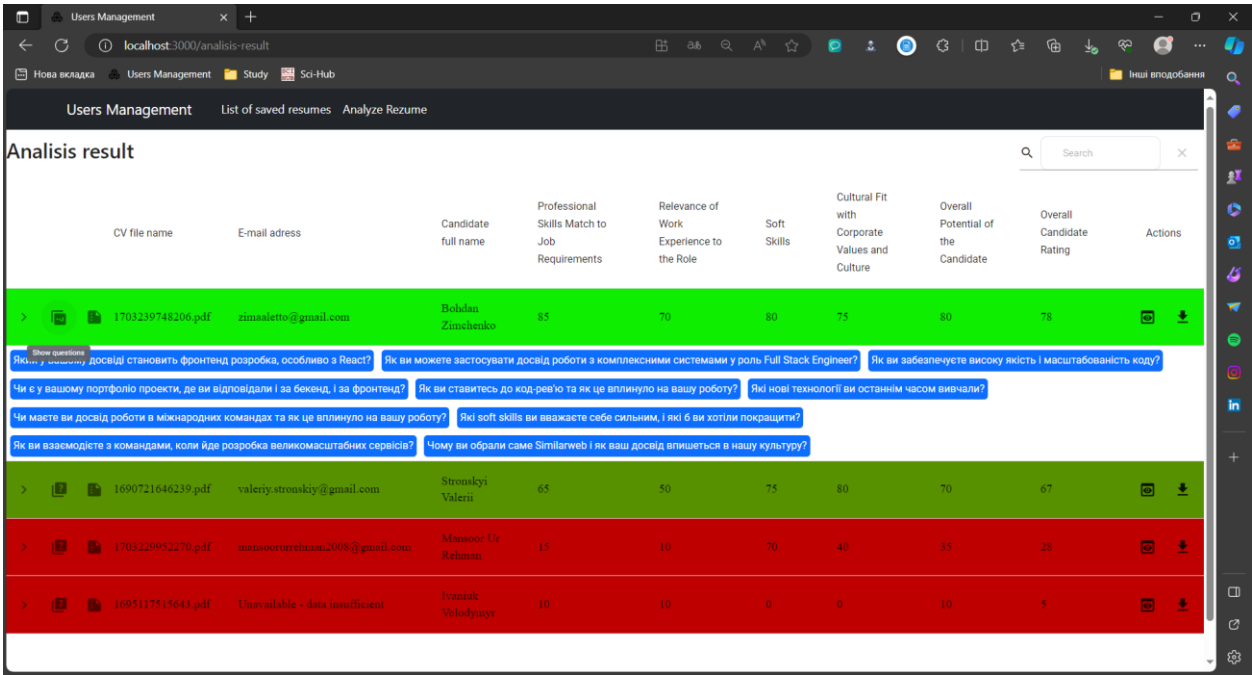 Users Management
localhost:3000/analisis-result
Нова вкладка Users Management Study Sci-Hub Інші вподобання
Users Management List of saved resumes Analyze Rezume
Analisis result
Search
CV file name
E-mail adress
Candidate
full name
Professional
Skills Match to
Job
Requirements
Relevance of
Work
Experience to
the Role
Soft
Skills
Cultural Fit
with
Corporate
Values and
Culture
Overall
Potential of
the
Candidate
Overall
Candidate
Rating
Actions
1703239748206.pdf zimaaletto@gmail.com Bohdan
Zimchenko 85 70 80 75 80 78
Show questions
досвіді становить фронтенд розробка, особливо з React? Як ви можете застосувати досвід роботи з комплексними системами у роль Full Stack Engineer? Як ви забезпечуєте високу якість і масштабованість коду?
Чи є у вашому портфоліо проекти, де ви відповідали і за бекенд, і за фронтенд? Як ви ставитесь до код-рев'ю та як це вплинуло на вашу роботу? Які нові технології ви останнім часом вивчали?
Чи маєте ви досвід роботи в міжнародних командах та як це вплинуло на вашу роботу? Які soft skills ви вважаєте себе сильним, і які б ви хотіли покращити?
Як ви взаємодієте з командами, коли йде розробка великомасштабних сервісів? Чому ви обрали саме Similarweb і як ваш досвід впишеться в нашу культуру?
1690721646239.pdf valeriy.stronskiy@gmail.com Stronskyi
Valerii 65 50 75 80 70 67
1703229952270.pdf mansoorurrehman2008@gmail.com Mansoor Ur
Rehman 15 10 70 40 35 28
1695117515643.pdf Unavailable - data insufficient Ivaniak
Volodymyr 10 10 0 0 10 5